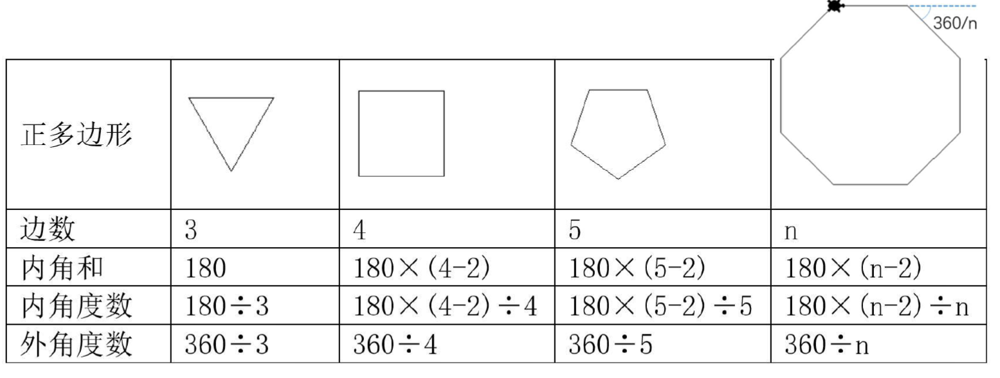 360/n
正多边形
边数 3 4 5 n
内角和 180 180×(4-2) 180×(5-2) 180×(n-2)
内角度数 180÷3 180×(4-2)÷4 180×(5-2)÷5 180×(n-2)÷n
外角度数 360÷3 360÷4 360÷5 360÷n